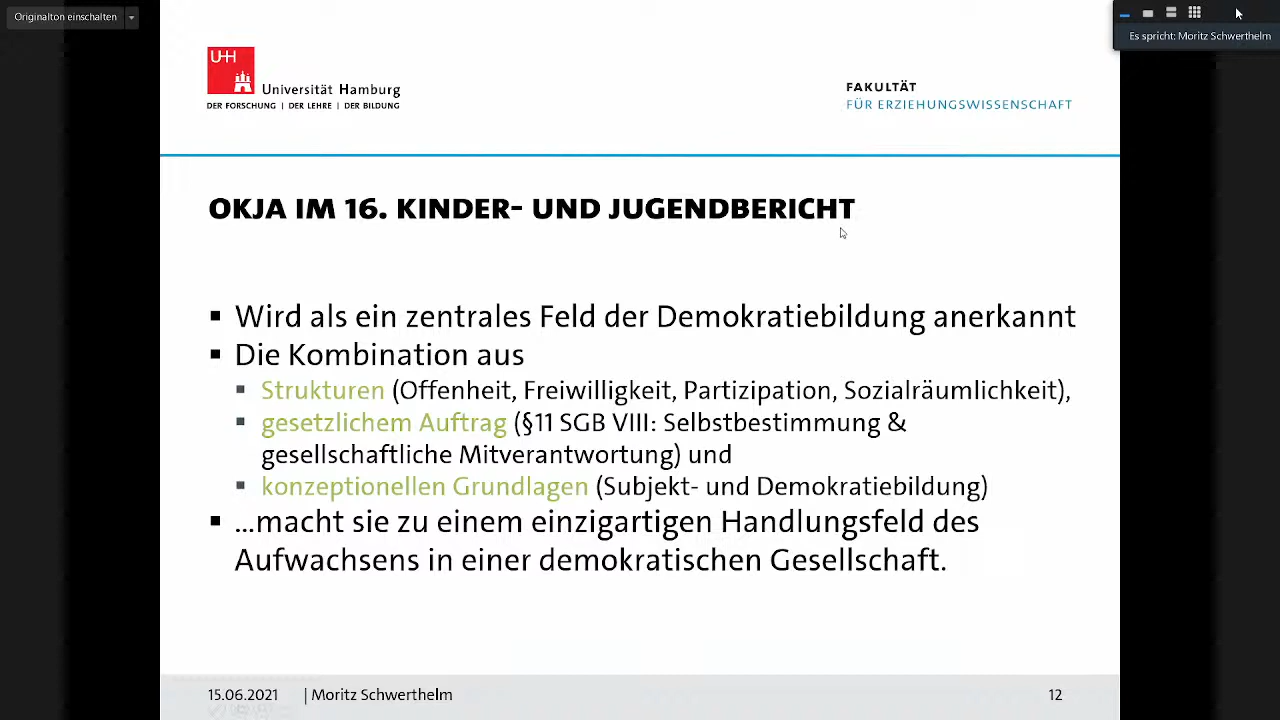 Originalton einschalten
Es spricht: Moritz Schwerthelm
UHH
Universität Hamburg
DER FORSCHUNG | DER LEHRE | DER BILDUNG
FAKULTÄT
FÜR ERZIEHUNGSWISSENSCHAFT
OKJA IM 16. KINDER- UND JUGENDBERICHT
▪ Wird als ein zentrales Feld der Demokratiebildung anerkannt
▪ Die Kombination aus
▪ Strukturen (Offenheit, Freiwilligkeit, Partizipation, Sozialräumlichkeit),
▪ gesetzlichem Auftrag (§11 SGB VIII: Selbstbestimmung &
gesellschaftliche Mitverantwortung) und
▪ konzeptionellen Grundlagen (Subjekt- und Demokratiebildung)
▪ ...macht sie zu einem einzigartigen Handlungsfeld des
Aufwachsens in einer demokratischen Gesellschaft.
15.06.2021 | Moritz Schwerthelm 12